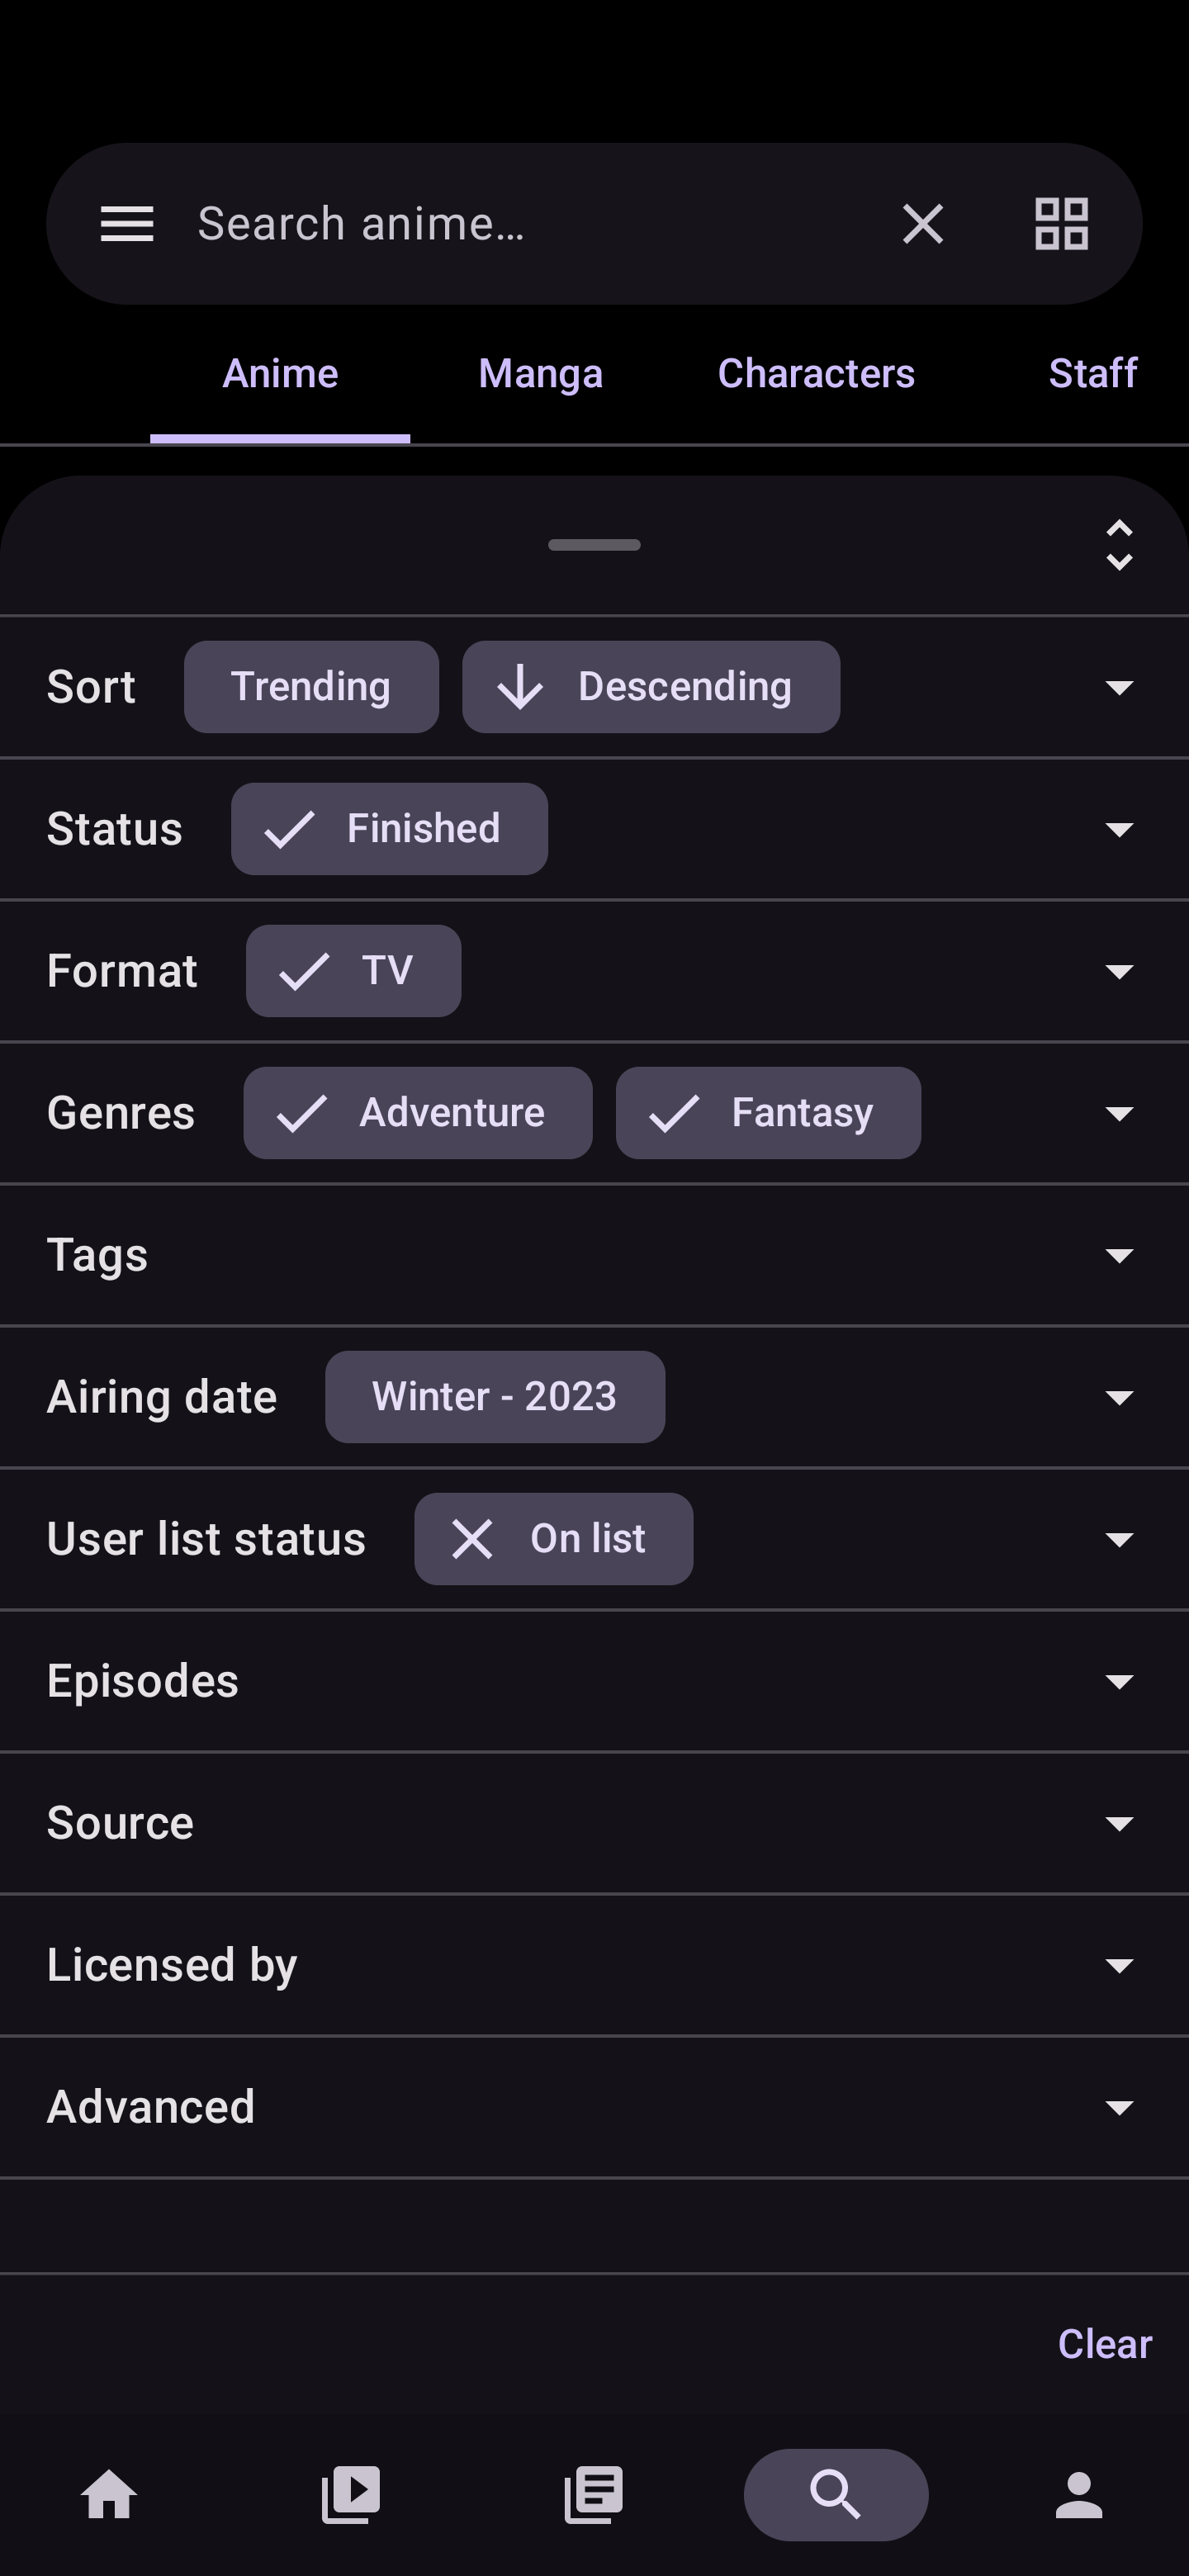 Search anime…
Anime Manga Characters Staff
Sort Trending Descending
Status Finished
Format TV
Genres Adventure Fantasy
Tags
Airing date Winter - 2023
User list status On list
Episodes
Source
Licensed by
Advanced
Clear